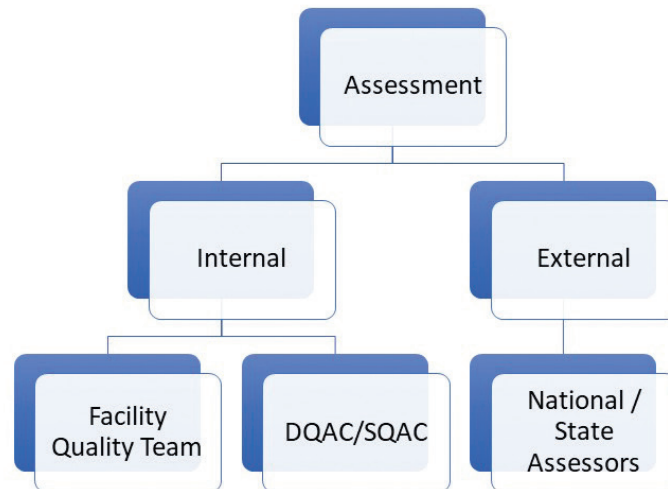 Assessment
Internal
External
Facility
Quality Team
DQAC/SQAC
National /
State
Assessors